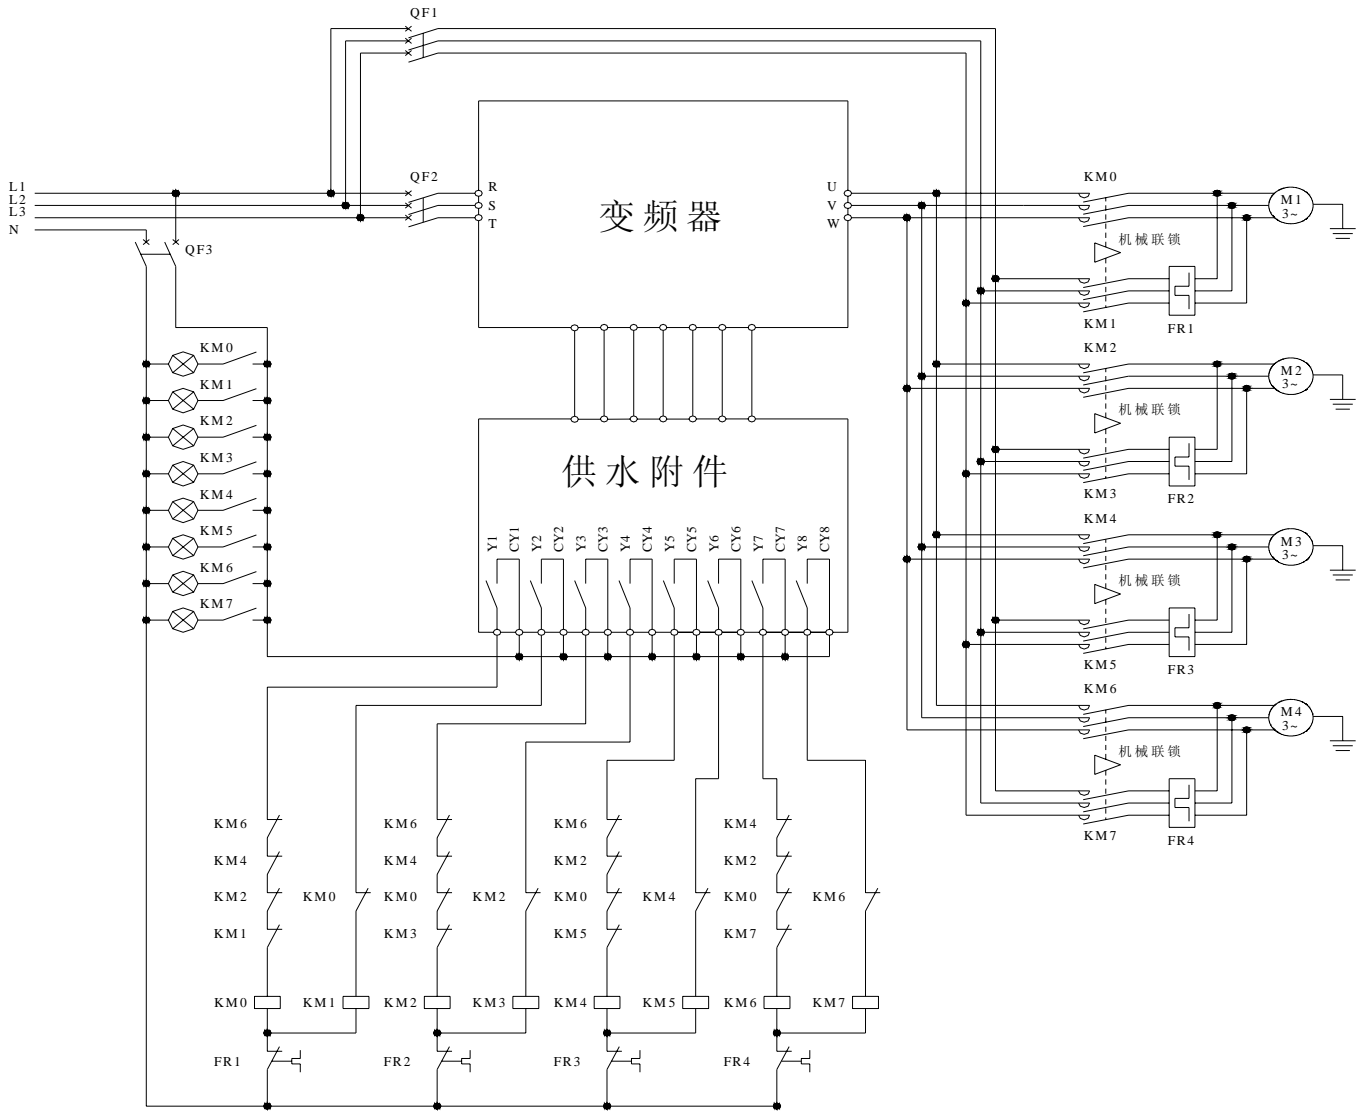 QF1
L1
L2
L3
N
QF2
QF3
R
S
T
变频器
U
V
W
KM0
M1
3~
机械联锁
KM1
FR1
KM2
M2
3~
机械联锁
KM3
FR2
KM4
M3
3~
机械联锁
KM5
FR3
KM6
M4
3~
机械联锁
KM7
FR4
KM0
KM1
KM2
KM3
KM4
KM5
KM6
KM7
供水附件
Y1 CY1 Y2 CY2 Y3 CY3 Y4 CY4 Y5 CY5 Y6 CY6 Y7 CY7 Y8 CY8
KM6 KM6 KM6 KM4
KM4 KM4 KM2 KM2
KM2 KM0 KM0 KM2 KM0 KM4 KM0 KM6
KM1 KM3 KM5 KM7
KM0 KM1 KM2 KM3 KM4 KM5 KM6 KM7
FR1 FR2 FR3 FR4